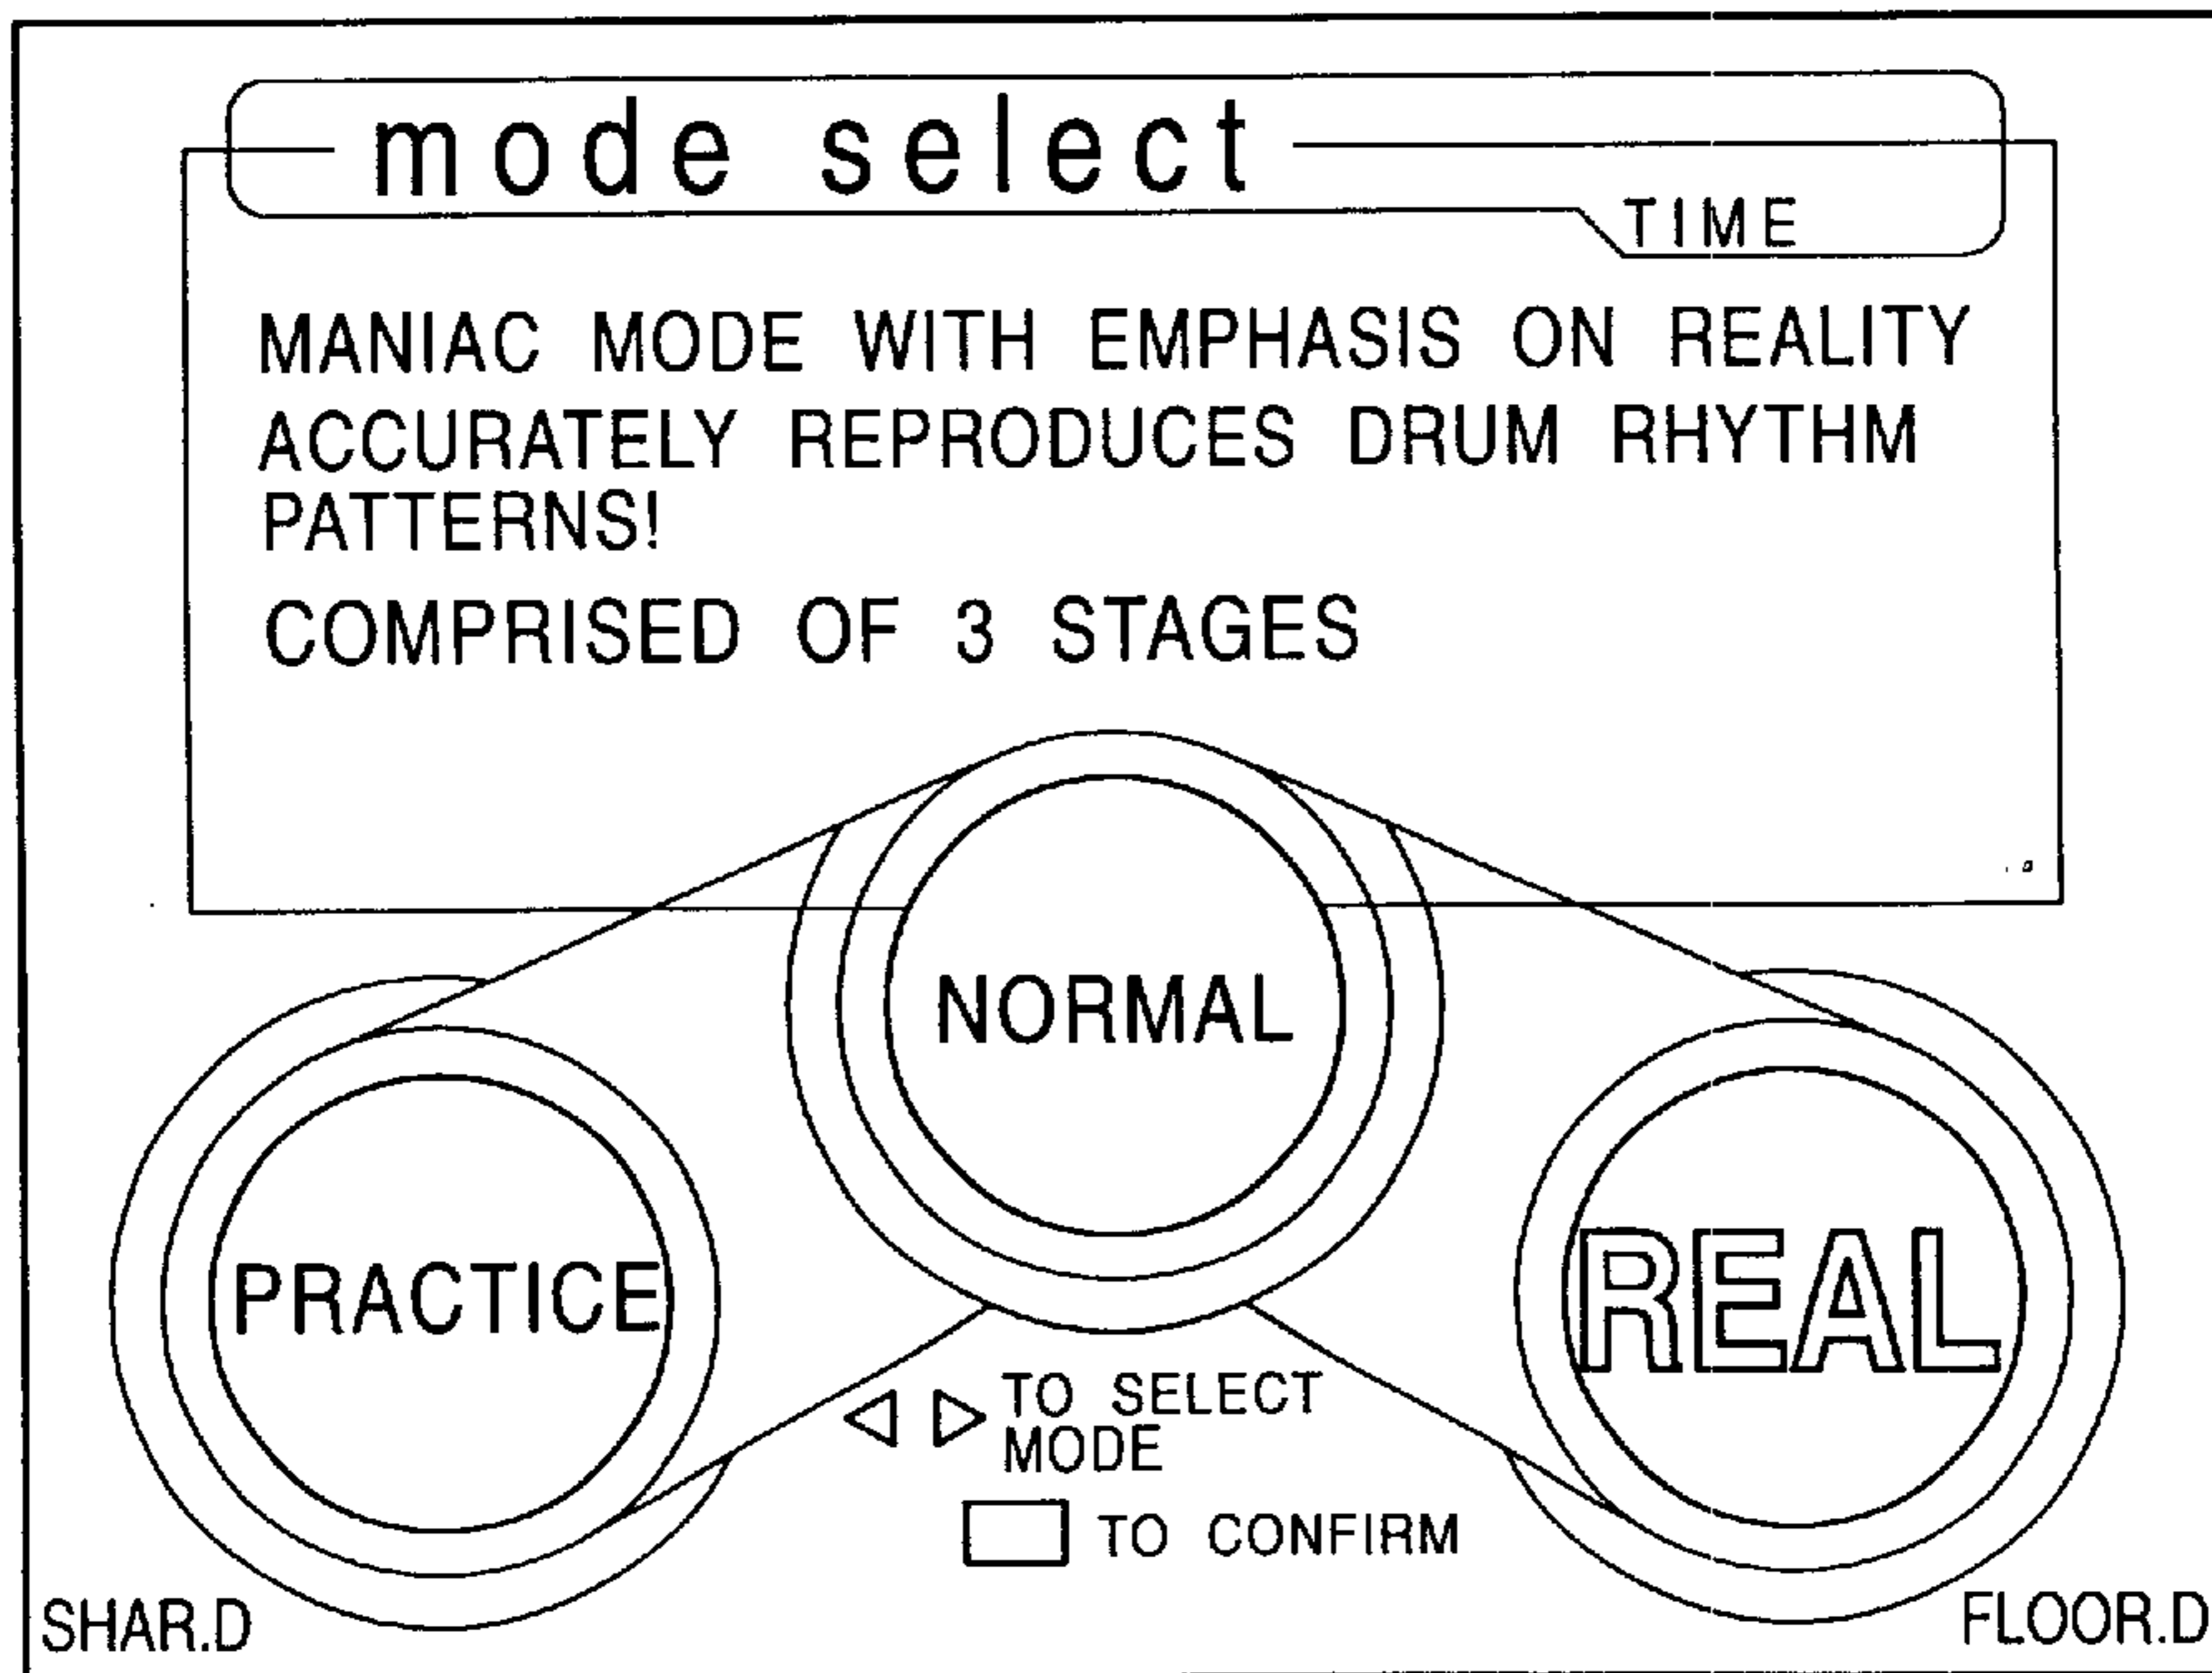 mode select
TIME
MANIAC MODE WITH EMPHASIS ON REALITY
ACCURATELY REPRODUCES DRUM RHYTHM
PATTERNS!
COMPRISED OF 3 STAGES
NORMAL
PRACTICE
REAL
TO SELECT
MODE
TO CONFIRM
SHAR.D
FLOOR.D